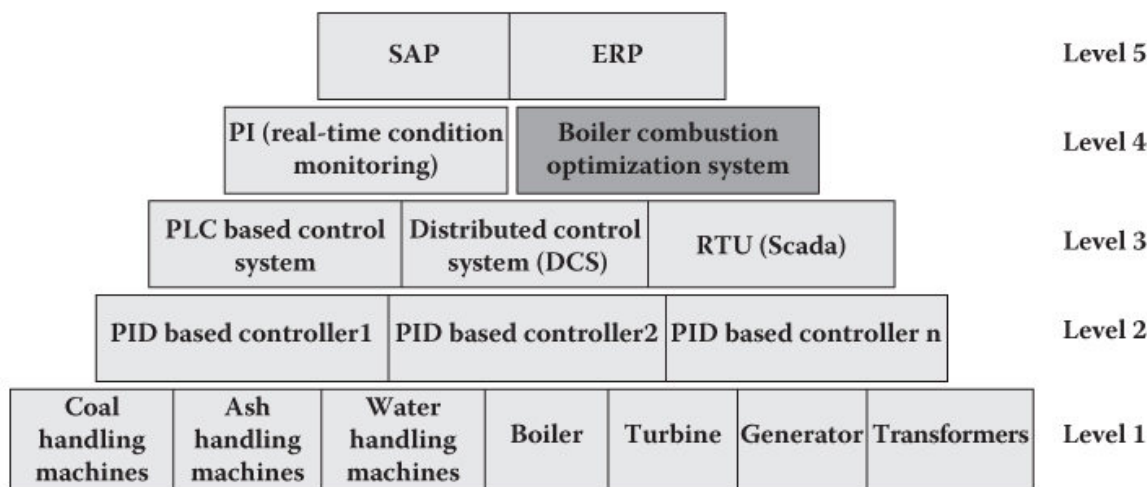 SAP
ERP
Level 5
PI (real-time condition
monitoring)
Boiler combustion
optimization system
Level 4
PLC based control
system
Distributed control
system (DCS)
RTU (Scada)
Level 3
PID based controller1
PID based controller2
PID based controller n
Level 2
Coal
handling
machines
Ash
handling
machines
Water
handling
machines
Boiler
Turbine
Generator
Transformers
Level 1